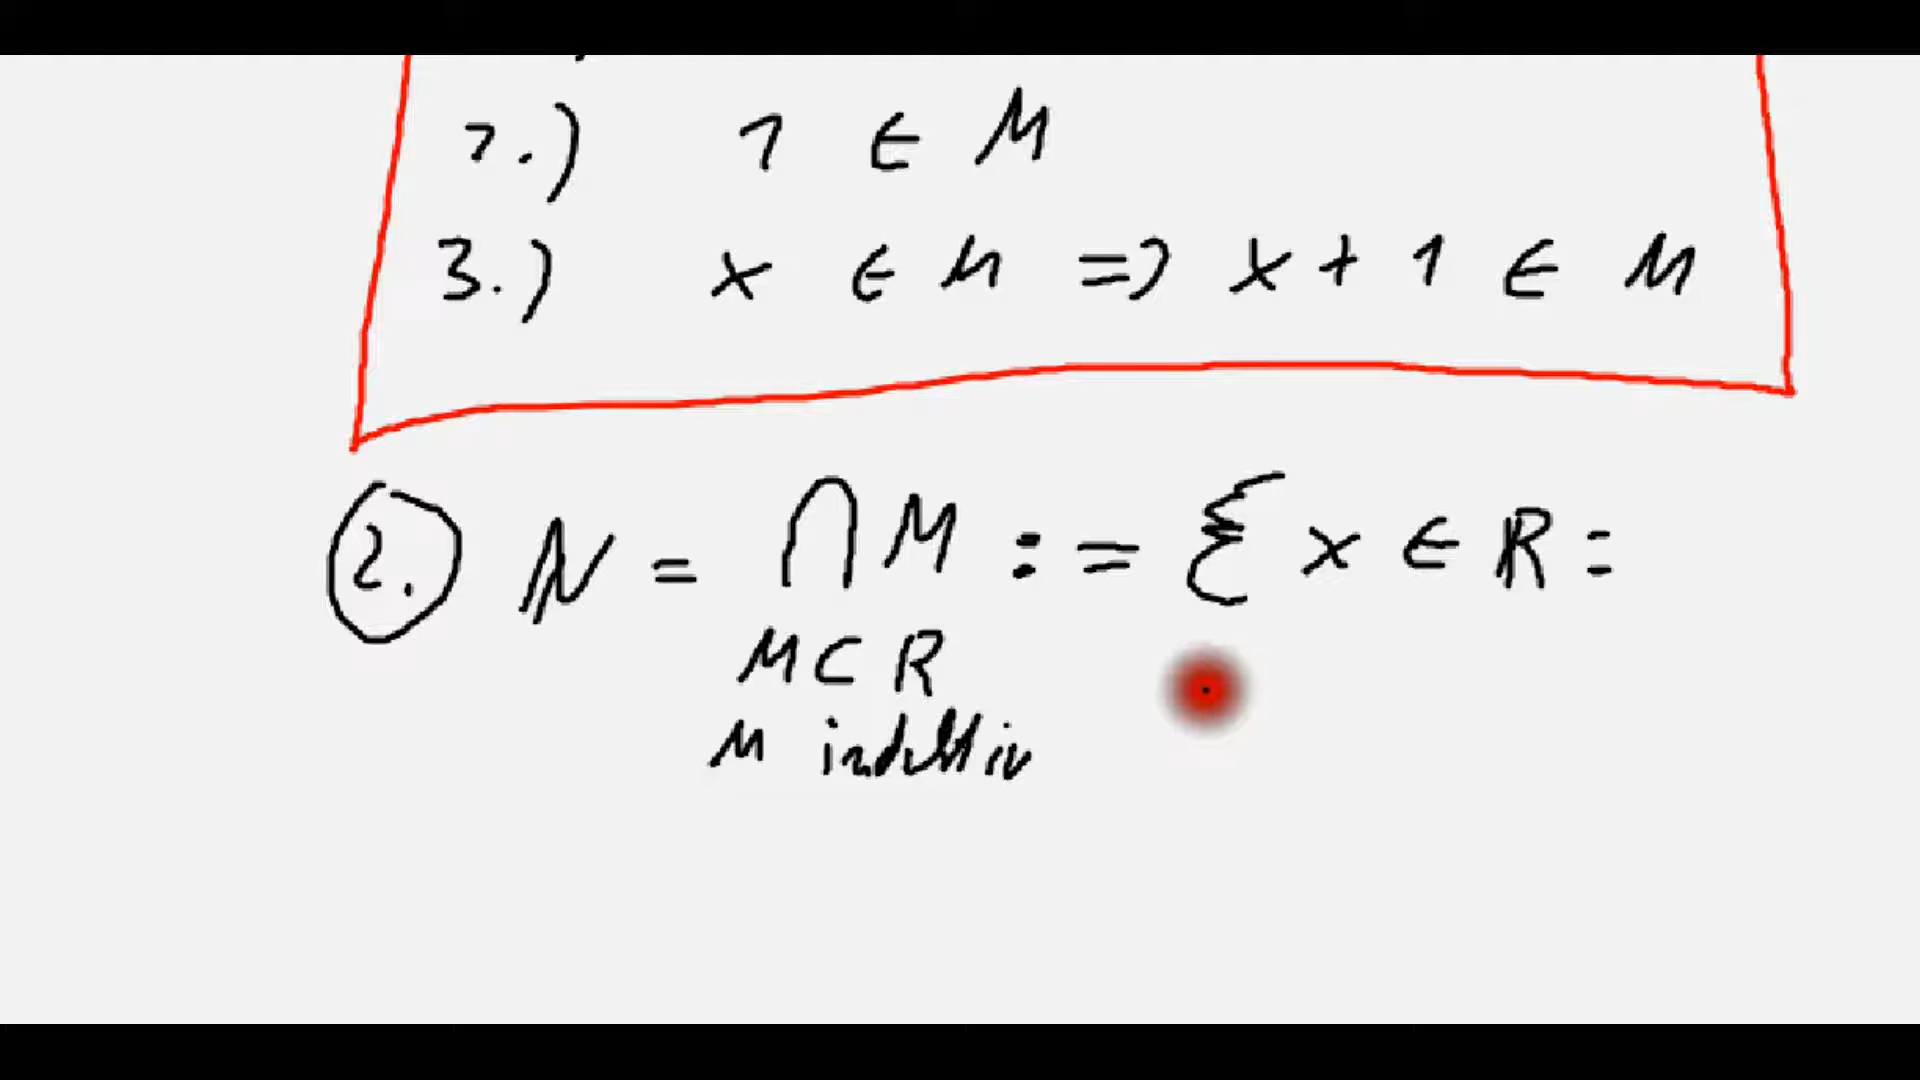 2.) 1 ∈ M
3.) x ∈ M => x + 1 ∈ M
2. ℕ = ⋂ M := { x ∈ ℝ :
M ⊂ R
M induktiv